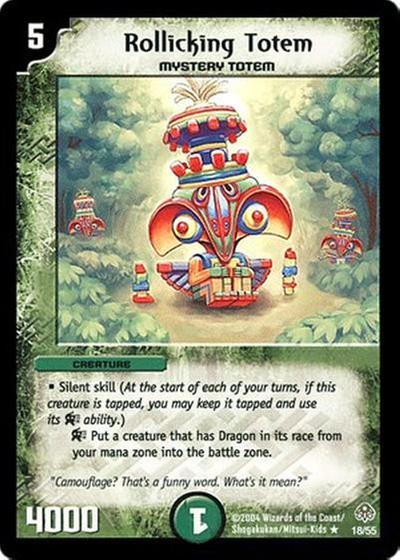 5
Rollicking Totem
MYSTERY TOTEM
CREATURE
▪ Silent skill (At the start of each of your turns, if this
creature is tapped, you may keep it tapped and use
its ability.)
Put a creature that has Dragon in its race from
your mana zone into the battle zone.
"Camouflage? That's a funny word. What's it mean?"
4000
1
©2004 Wizards of the Coast/
Shogakukan/Mitsui-Kids ★ 18/55